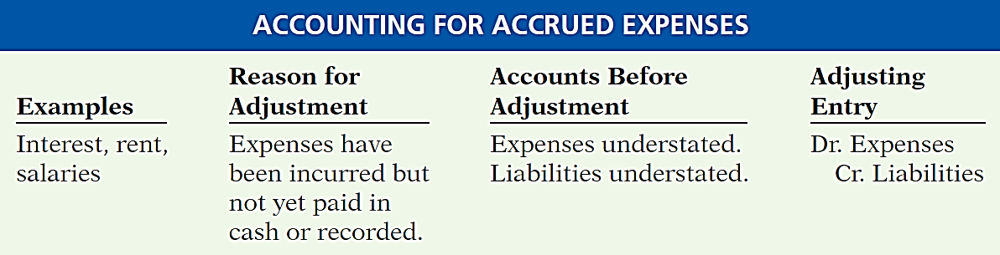 ACCOUNTING FOR ACCRUED EXPENSES
Examples
Reason for
Adjustment
Accounts Before
Adjustment
Adjusting
Entry
Interest, rent,
salaries
Expenses have
been incurred but
not yet paid in
cash or recorded.
Expenses understated.
Liabilities understated.
Dr. Expenses
Cr. Liabilities